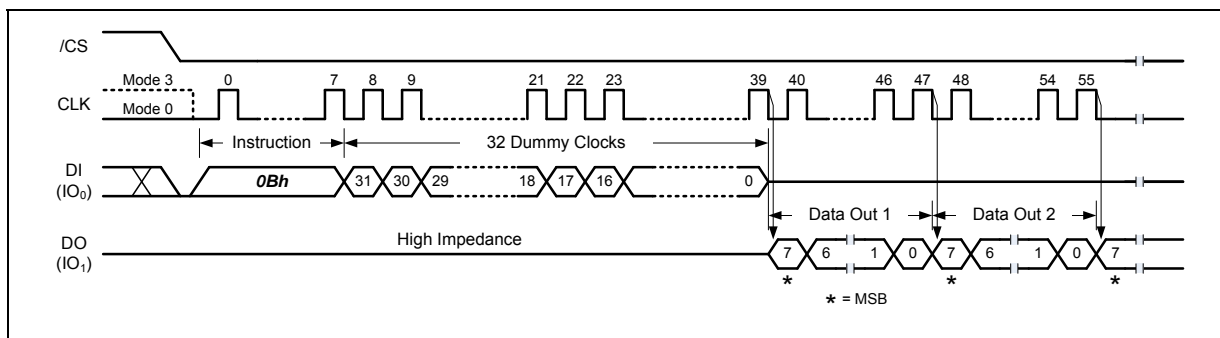 /CS
Mode 3 0 7 8 9 21 22 23 39 40 46 47 48 54 55
CLK
Mode 0
Instruction 32 Dummy Clocks
DI
(IO0) 0Bh 31 30 29 18 17 16 0
Data Out 1 Data Out 2
High Impedance
DO
(IO1) 7 6 1 0 7 6 1 0 7
* * *
* = MSB